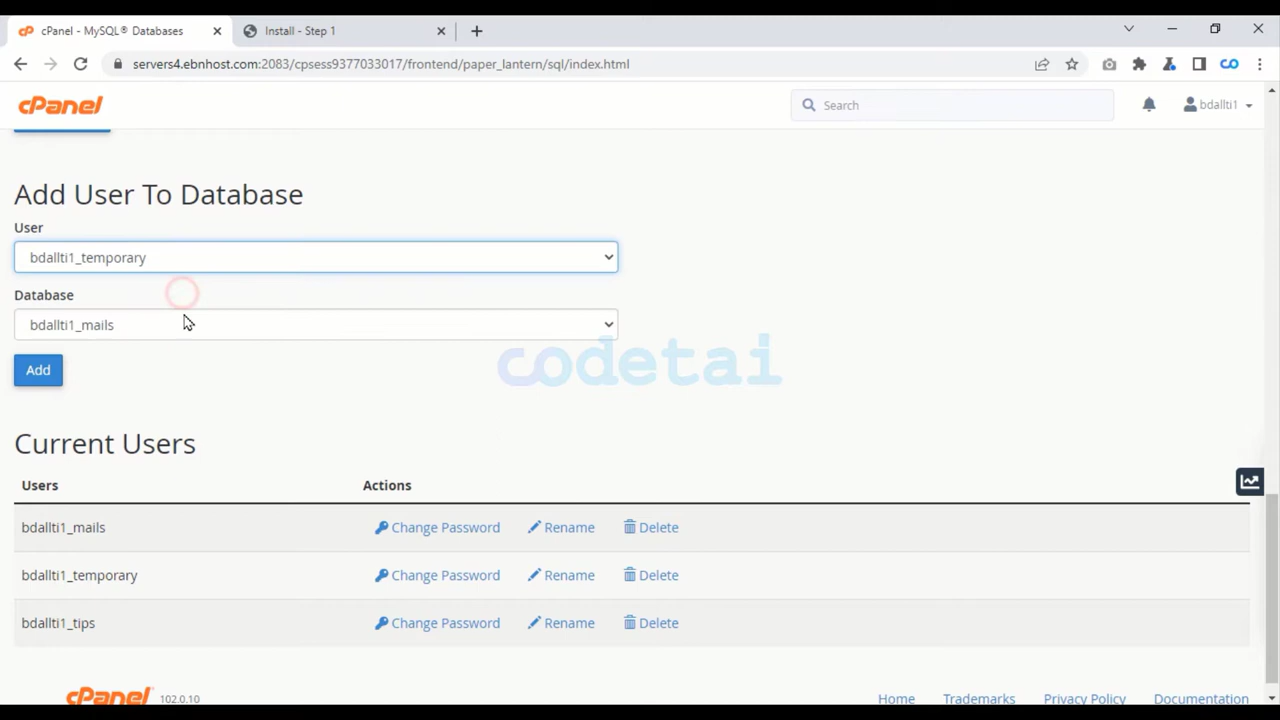 cPanel - MySQL® Databases
Install - Step 1
servers4.ebnhost.com:2083/cpsess9377033017/frontend/paper_lantern/sql/index.html
cPanel
Search
bdallti1
Add User To Database
User
bdallti1_temporary
Database
bdallti1_mails
Add
codetai
Current Users
Users Actions
bdallti1_mails Change Password Rename Delete
bdallti1_temporary Change Password Rename Delete
bdallti1_tips Change Password Rename Delete
cPanel 102.0.10 Home Trademarks Privacy Policy Documentation